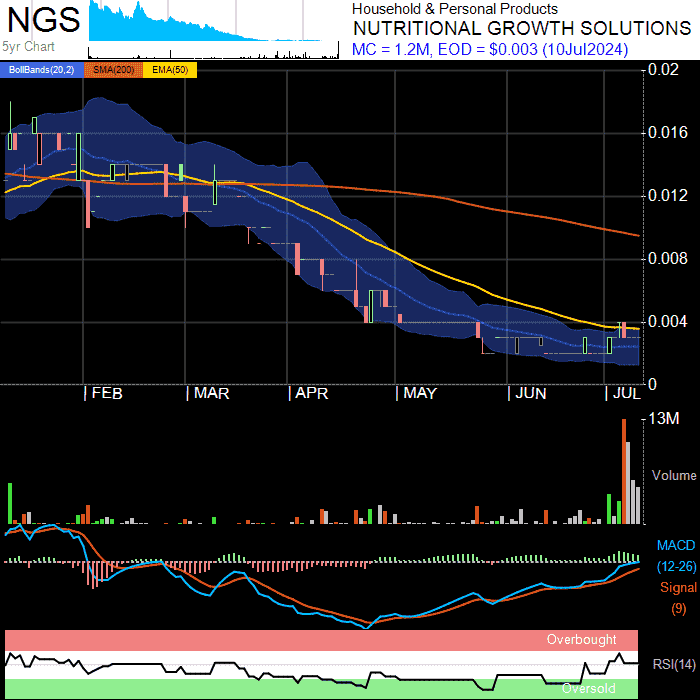 NGS
5yr Chart
Household & Personal Products
NUTRITIONAL GROWTH SOLUTIONS
MC = 1.2M, EOD = $0.003 (10Jul2024)
BollBands(20,2) SMA(200) EMA(50)
0.02
0.016
0.012
0.008
0.004
0
FEB MAR APR MAY JUN JUL
13M
Volume
MACD
(12-26)
Signal
(9)
Overbought
RSI(14)
Oversold